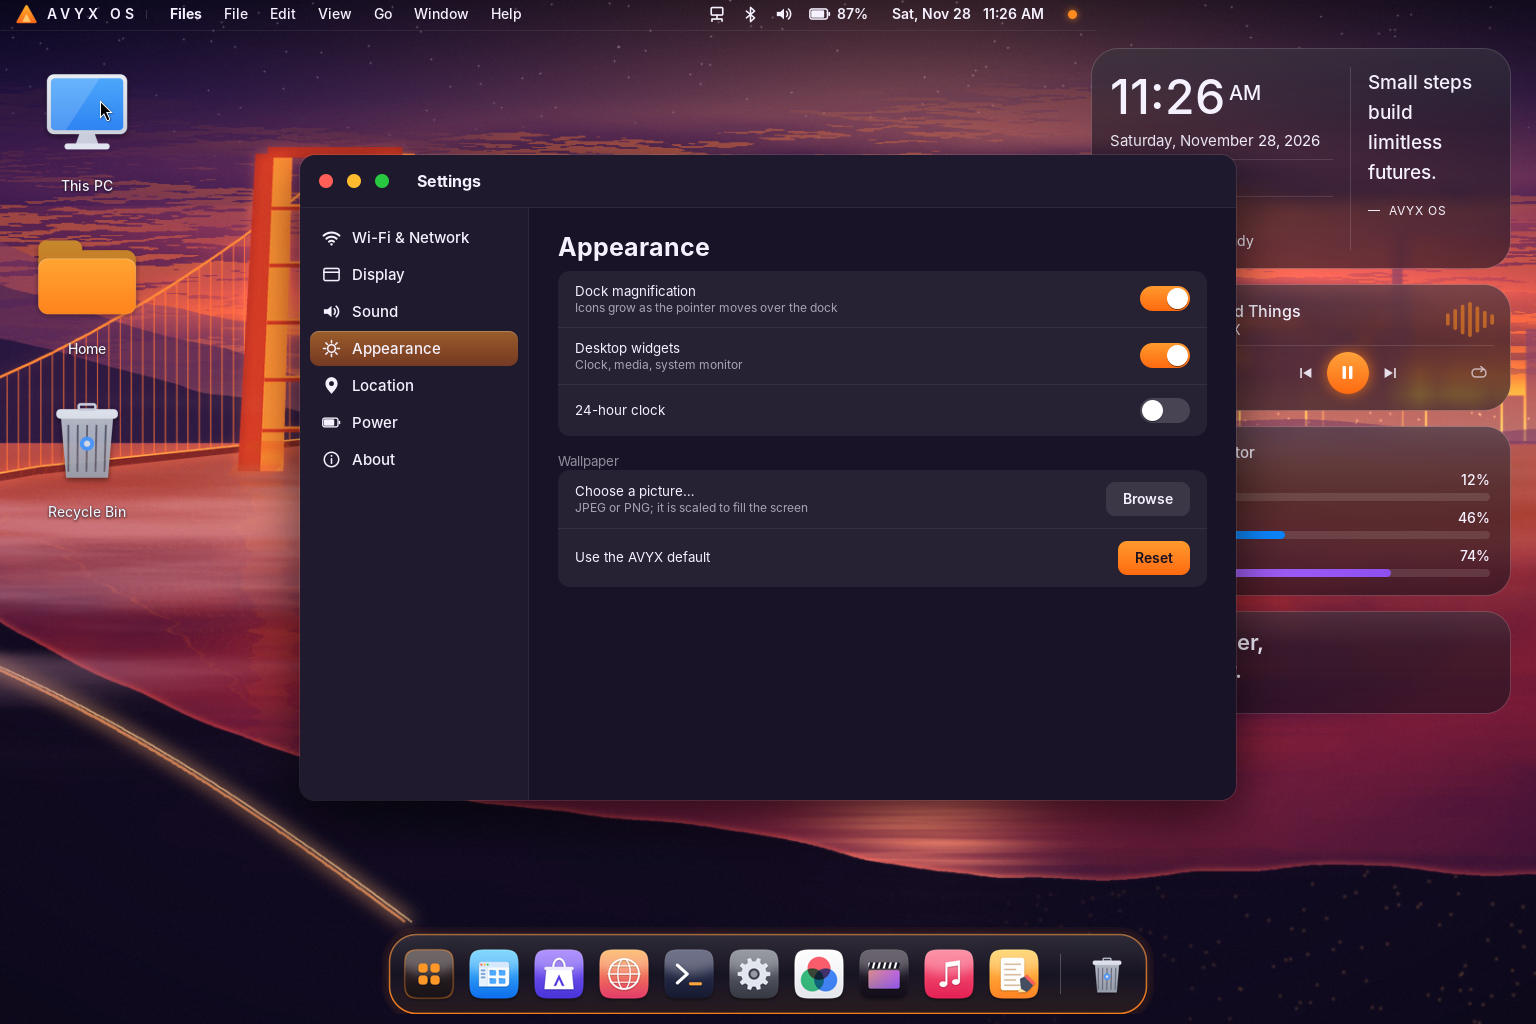 AVYX OS
Files File Edit View Go Window Help
87% Sat, Nov 28 11:26 AM
This PC
Home
Recycle Bin
Settings
Wi-Fi & Network
Display
Sound
Appearance
Location
Power
About
Appearance
Dock magnification
Icons grow as the pointer moves over the dock
Desktop widgets
Clock, media, system monitor
24-hour clock
Wallpaper
Choose a picture...
JPEG or PNG; it is scaled to fill the screen
Browse
Use the AVYX default
Reset
11:26 AM
Saturday, November 28, 2026
dy
Small steps
build
limitless
futures.
— AVYX OS
d Things
X
tor
12%
46%
74%
er,
.